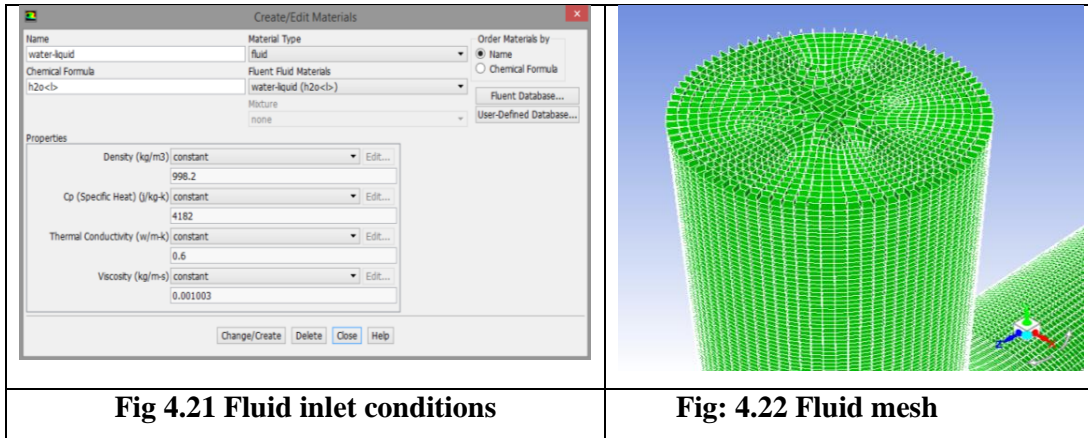 Create/Edit Materials
Name
Material Type
Order Materials by
water-liquid
fluid
Name
Chemical Formula
Fluent Fluid Materials
Chemical Formula
h2o<l>
water-liquid (h2o<l>)
Mixture
Fluent Database...
none
User-Defined Database...
Properties
Density (kg/m3) constant Edit...
998.2
Cp (Specific Heat) (j/kg-k) constant Edit...
4182
Thermal Conductivity (w/m-k) constant Edit...
0.6
Viscosity (kg/m-s) constant Edit...
0.001003
Change/Create Delete Close Help
Z
Fig 4.21 Fluid inlet conditions
Fig: 4.22 Fluid mesh